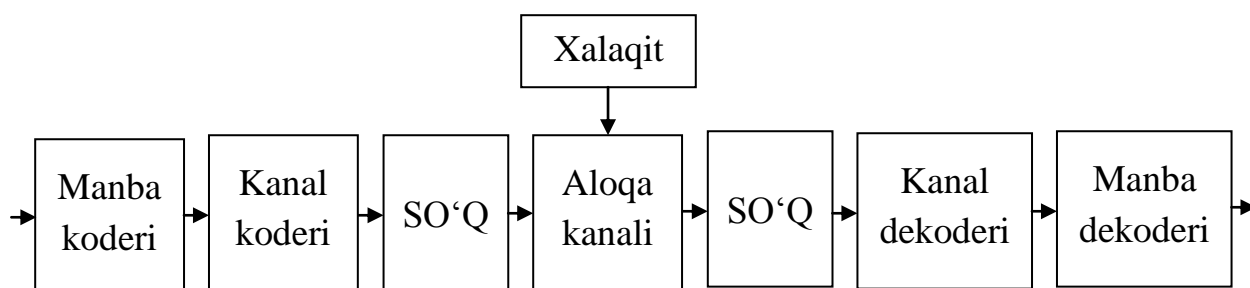 Xalaqit
Manba
koderi
Kanal
koderi
SO‘Q
Aloqa
kanali
SO‘Q
Kanal
dekoderi
Manba
dekoderi